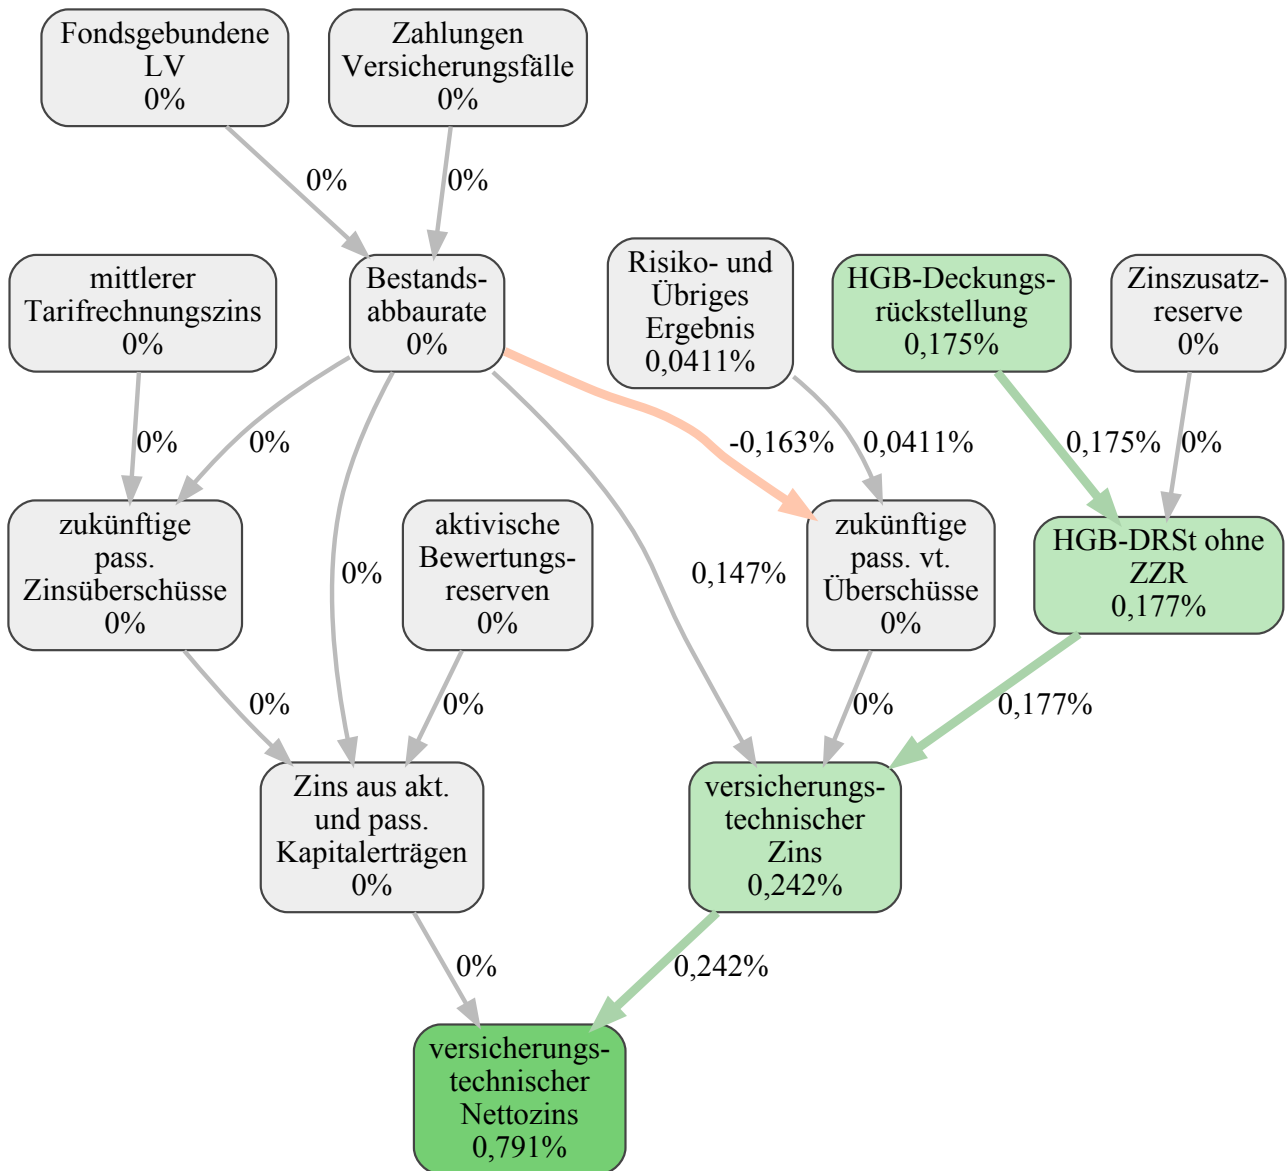 Fondsgebundene
LV
0%
Zahlungen
Versicherungsfälle
0%
0%
0%
mittlerer
Tarifrechnungszins
0%
Bestands-
abbaurate
0%
Risiko- und
Übriges
Ergebnis
0,0411%
HGB-Deckungs-
rückstellung
0,175%
Zinszusatz-
reserve
0%
0%
0%
-0,163%
0,0411%
0,175%
0%
zukünftige
pass.
Zinsüberschüsse
0%
0%
aktivische
Bewertungs-
reserven
0%
0,147%
zukünftige
pass. vt.
Überschüsse
0%
HGB-DRSt ohne
ZZR
0,177%
0%
0%
0%
0,177%
Zins aus akt.
und pass.
Kapitalerträgen
0%
versicherungs-
technischer
Zins
0,242%
0%
0,242%
versicherungs-
technischer
Nettozins
0,791%